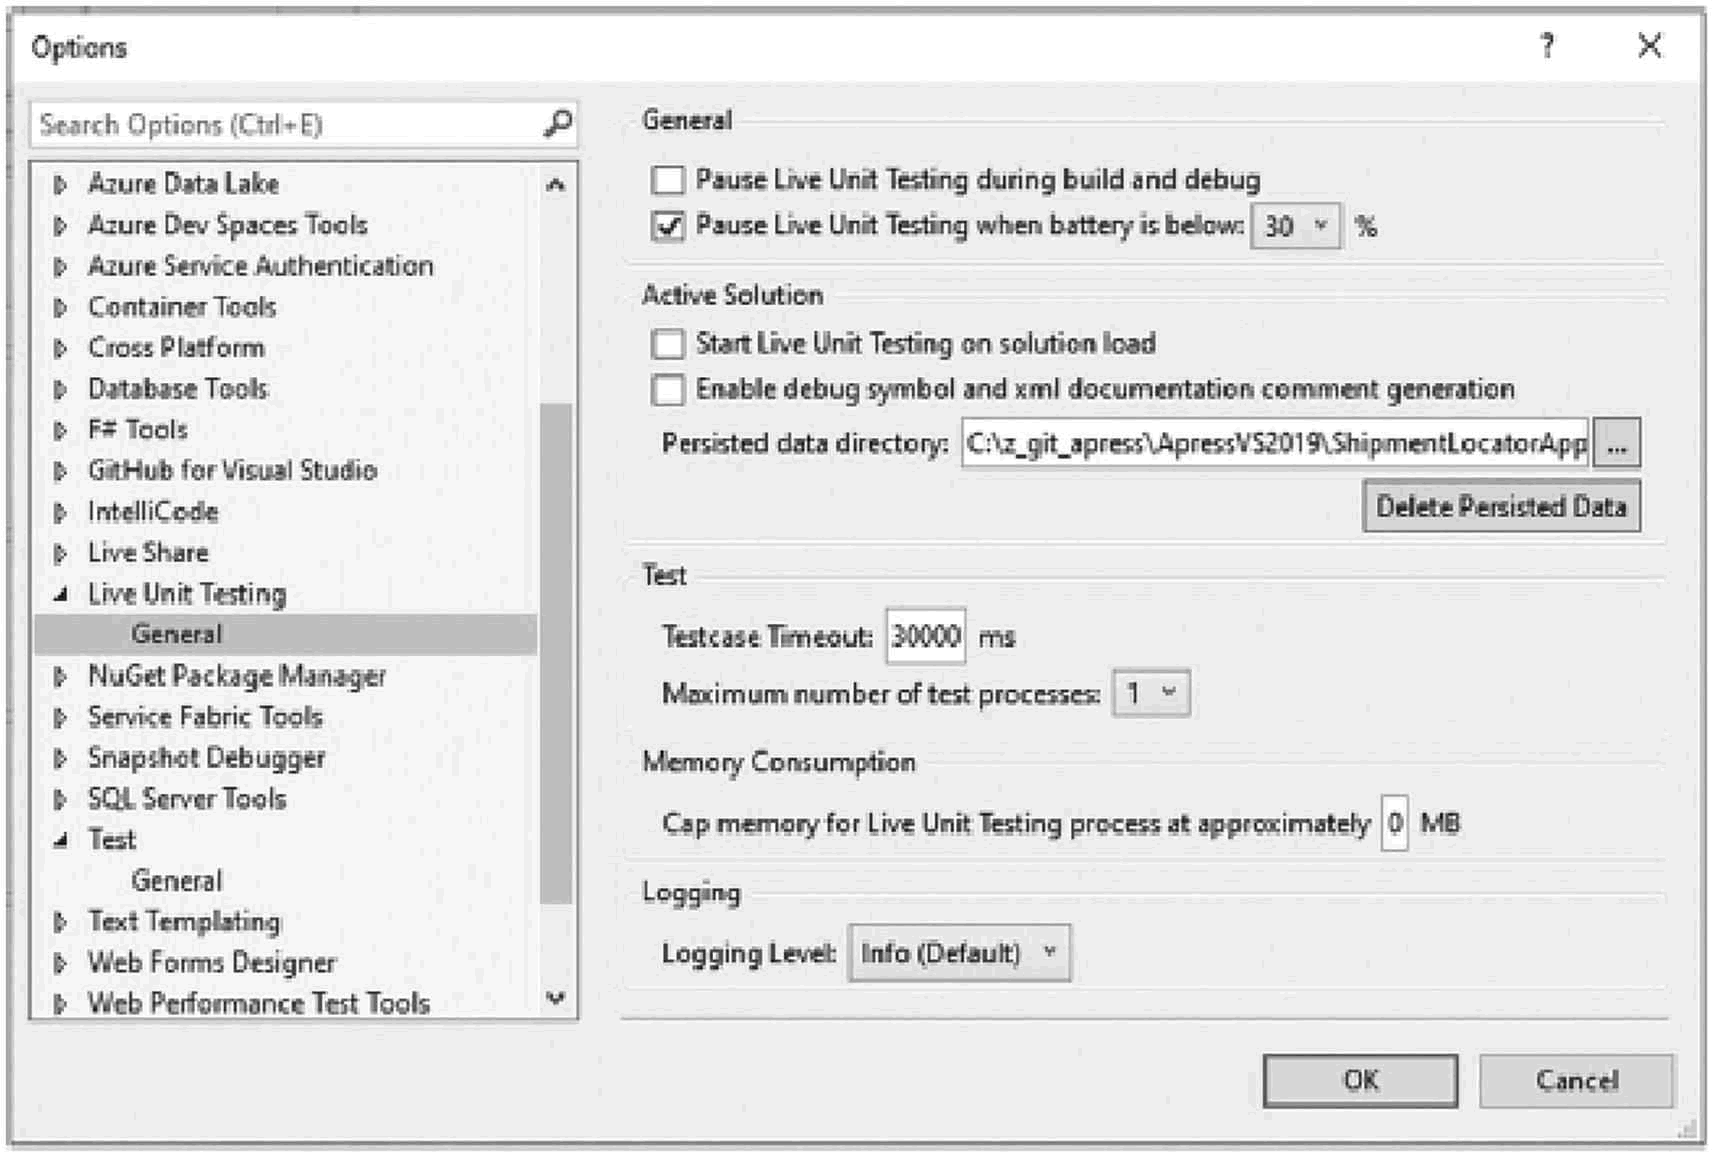 Options
?
Search Options (Ctrl+E)
Azure Data Lake
Azure Dev Spaces Tools
Azure Service Authentication
Container Tools
Cross Platform
Database Tools
F# Tools
GitHub for Visual Studio
IntelliCode
Live Share
Live Unit Testing
General
NuGet Package Manager
Service Fabric Tools
Snapshot Debugger
SQL Server Tools
Test
General
Text Templating
Web Forms Designer
Web Performance Test Tools
General
Pause Live Unit Testing during build and debug
Pause Live Unit Testing when battery is below: 30 %
Active Solution
Start Live Unit Testing on solution load
Enable debug symbol and xml documentation comment generation
Persisted data directory: C:\z_git_apress\ApressVS2019\ShipmentLocatorApp ...
Delete Persisted Data
Test
Testcase Timeout: 30000 ms
Maximum number of test processes: 1
Memory Consumption
Cap memory for Live Unit Testing process at approximately 0 MB
Logging
Logging Level: Info (Default)
OK Cancel